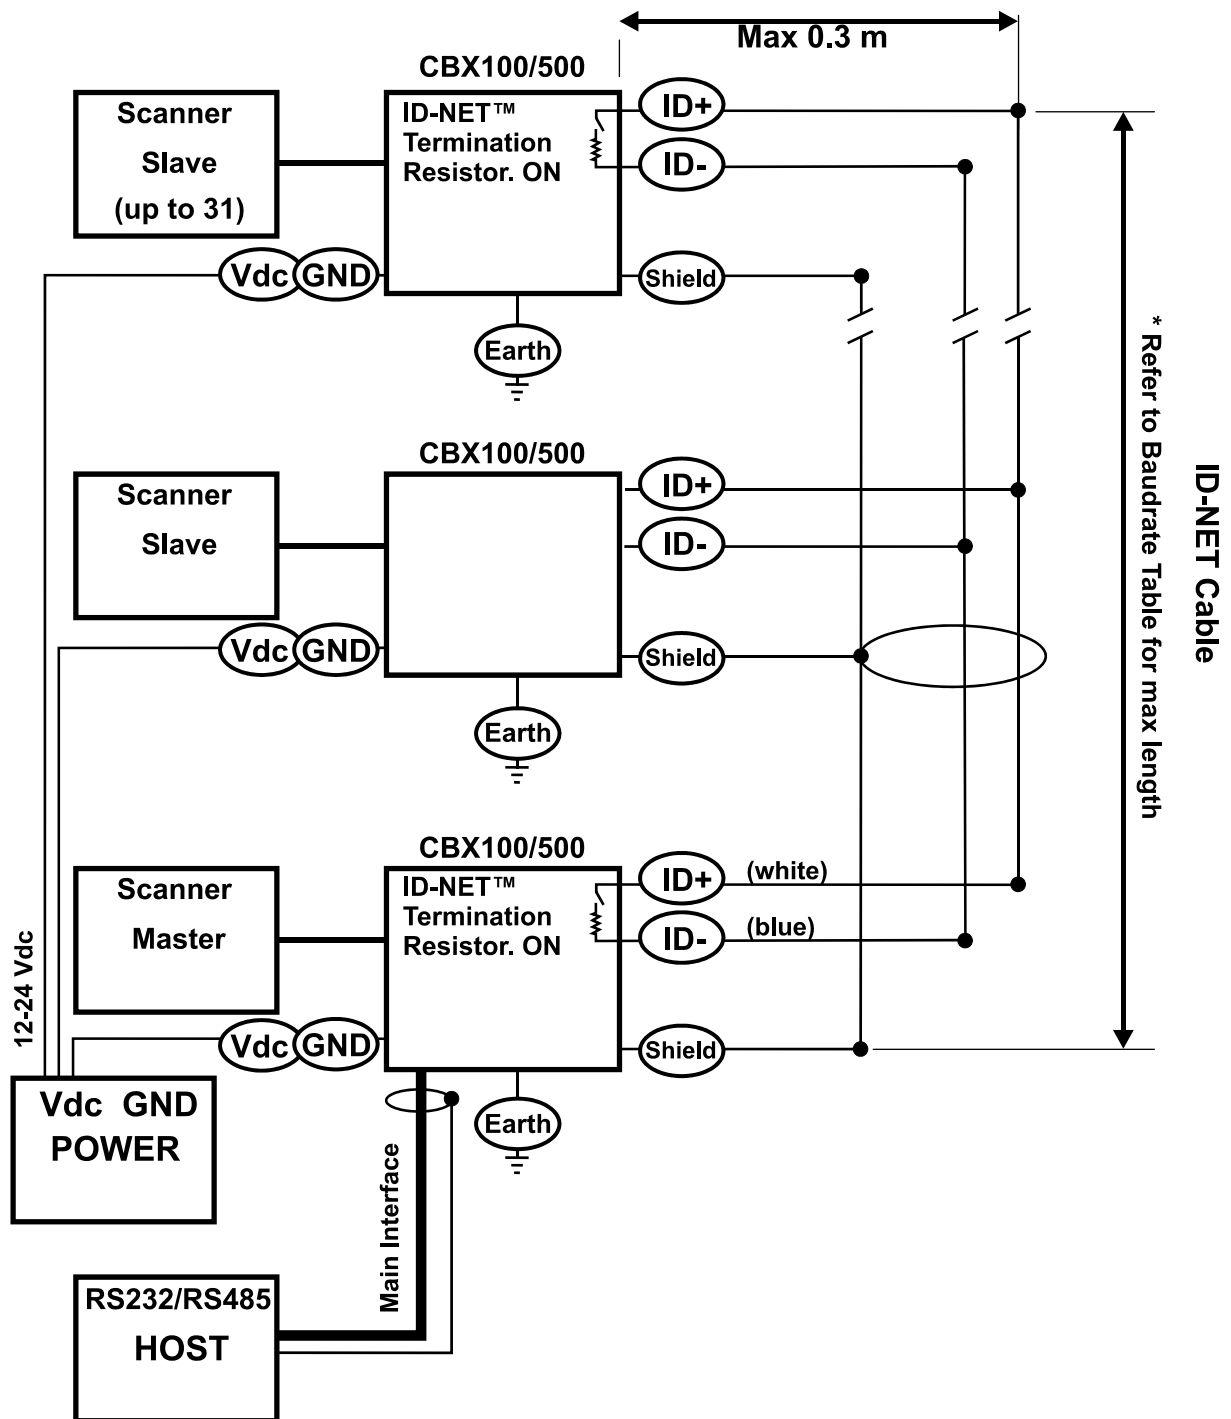 Max 0.3 m
CBX100/500
Scanner
Slave
(up to 31)
ID-NET™
Termination
Resistor. ON
ID+
ID-
Vdc
GND
Shield
Earth
CBX100/500
Scanner
Slave
ID+
ID-
Vdc
GND
Shield
Earth
CBX100/500
Scanner
Master
ID-NET™
Termination
Resistor. ON
ID+
(white)
ID-
(blue)
Vdc
GND
Shield
Earth
12-24 Vdc
Vdc GND
POWER
Main Interface
RS232/RS485
HOST
* Refer to Baudrate Table for max length
ID-NET Cable